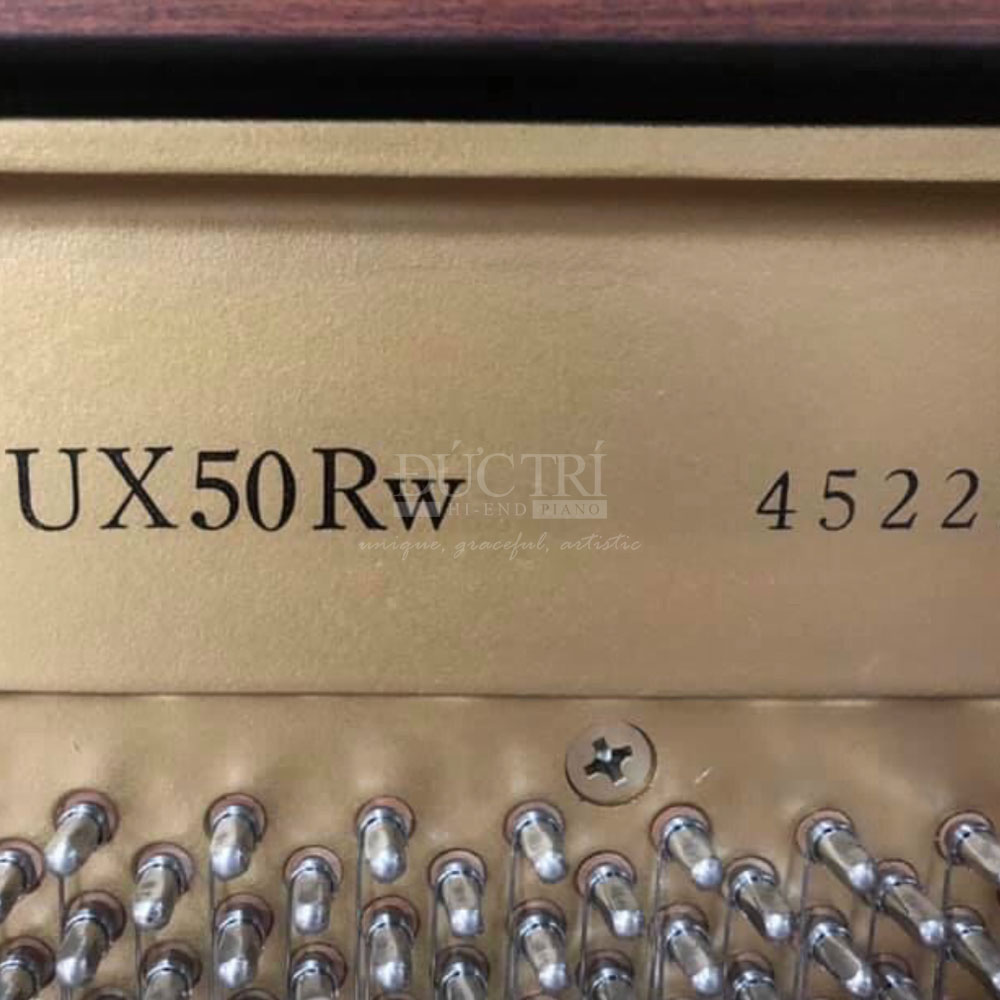 UX50Rw 4522
ĐỨC TRÍ
HI-END PIANO
unique, graceful, artistic